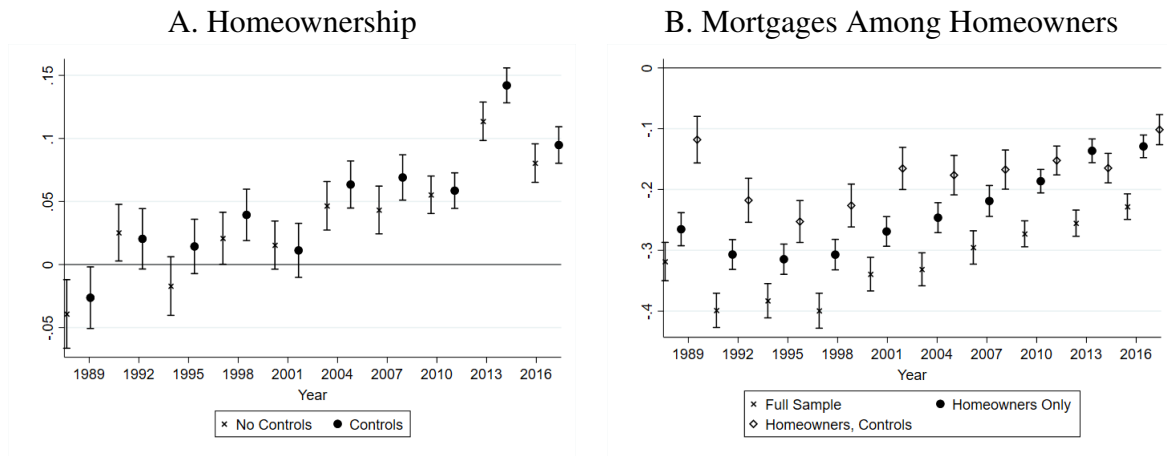 A. Homeownership
.15
.1
.05
0
-.05
1989 1992 1995 1998 2001 2004 2007 2010 2013 2016
Year
× No Controls ● Controls
B. Mortgages Among Homeowners
0
-.1
-.2
-.3
-.4
1989 1992 1995 1998 2001 2004 2007 2010 2013 2016
Year
× Full Sample ● Homeowners Only
◇ Homeowners, Controls